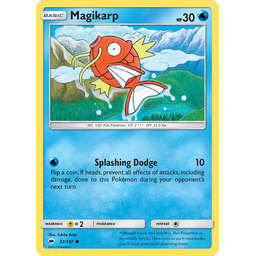 BASIC
Magikarp
HP30
NO. 129 Fish Pokémon HT: 2'11" WT: 22.0 lbs.
Splashing Dodge 10
Flip a coin. If heads, prevent all effects of attacks, including
damage, done to this Pokémon during your opponent's
next turn.
weakness ×2 resistance retreat
Illus. Yukiko Baba
32/147